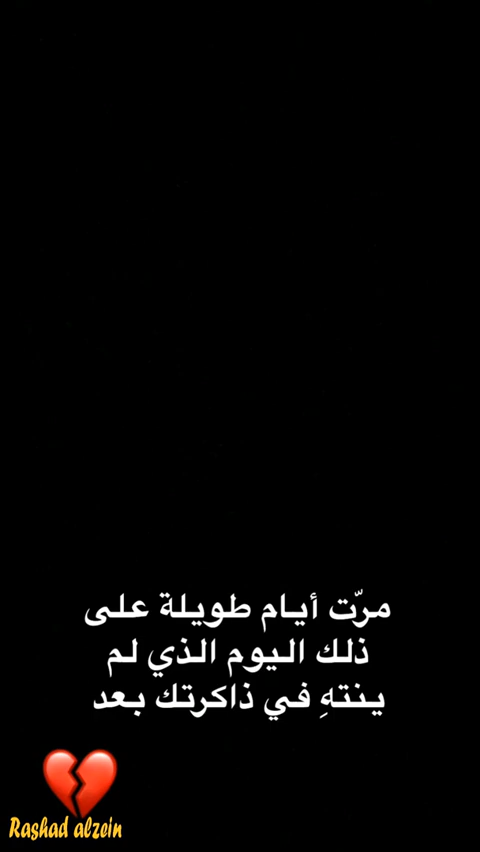 مرّت أيام طويلة على
ذلك اليوم الذي لم
ينتهِ في ذاكرتك بعد
Rashad alzein